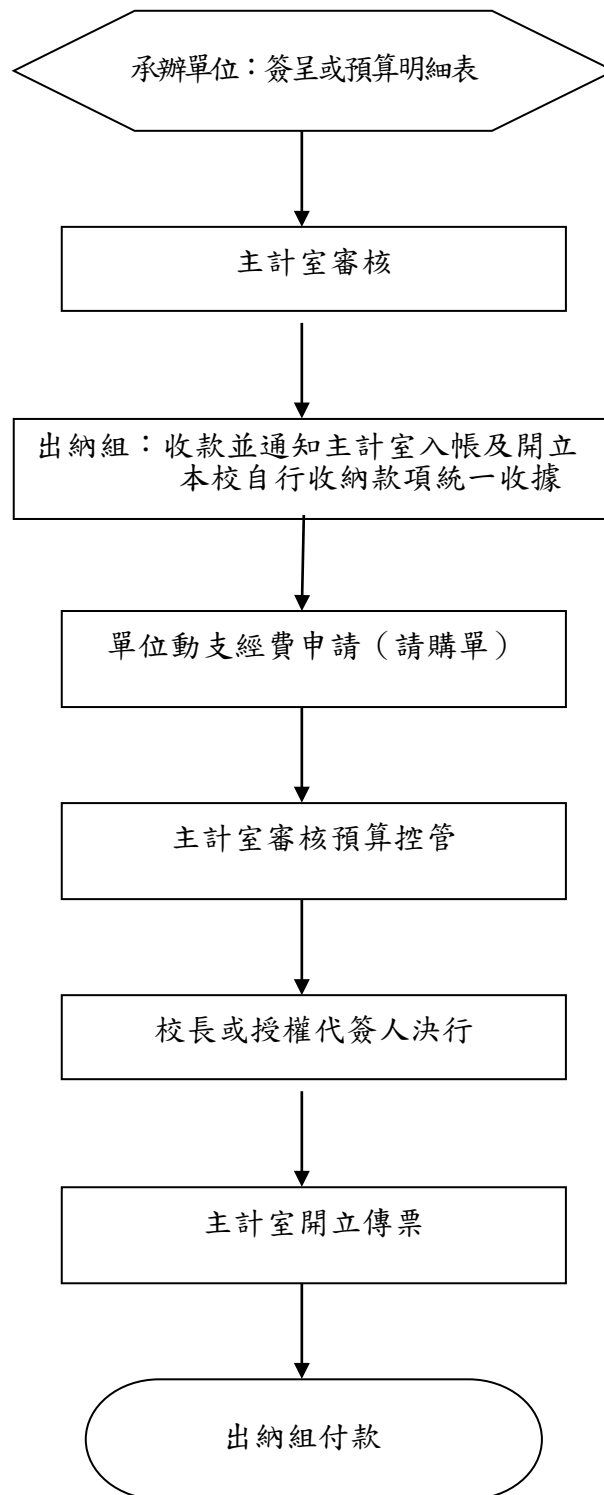 承辦單位：簽呈或預算明細表
主計室審核
出納組：收款並通知主計室入帳及開立
本校自行收納款項統一收據
單位動支經費申請（請購單）
主計室審核預算控管
校長或授權代簽人決行
主計室開立傳票
出納組付款